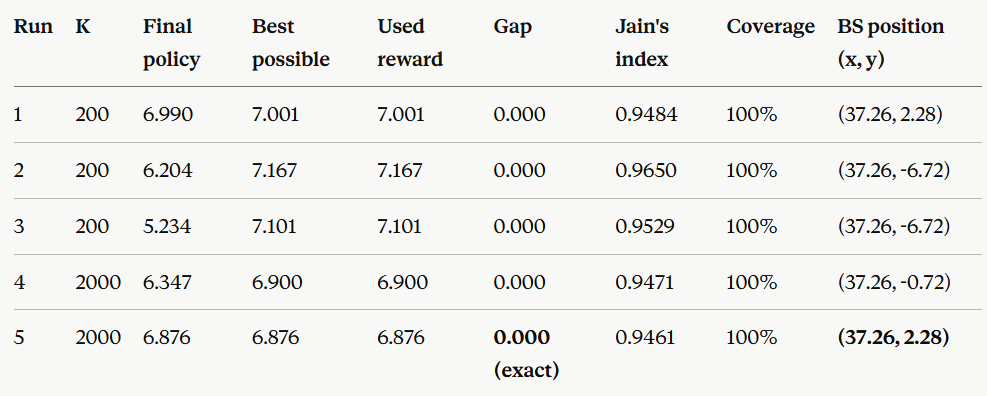 Run K Final policy Best possible Used reward Gap Jain's index Coverage BS position (x, y)
1 200 6.990 7.001 7.001 0.000 0.9484 100% (37.26, 2.28)
2 200 6.204 7.167 7.167 0.000 0.9650 100% (37.26, -6.72)
3 200 5.234 7.101 7.101 0.000 0.9529 100% (37.26, -6.72)
4 2000 6.347 6.900 6.900 0.000 0.9471 100% (37.26, -0.72)
5 2000 6.876 6.876 6.876 0.000 (exact) 0.9461 100% (37.26, 2.28)